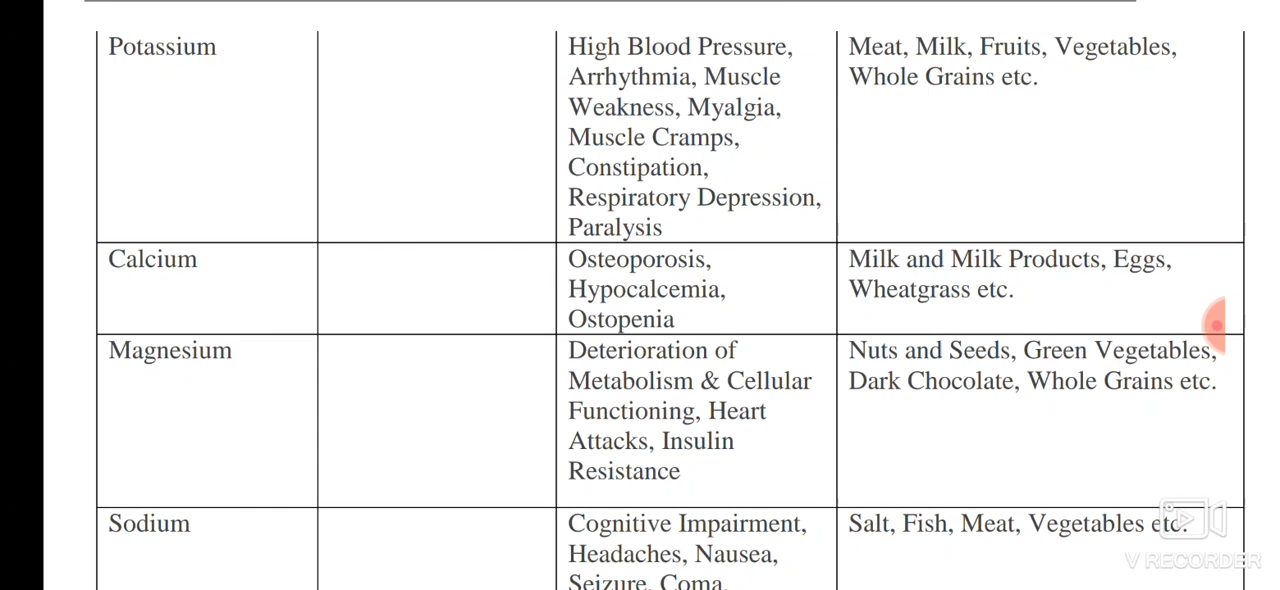 Potassium
High Blood Pressure,
Arrhythmia, Muscle
Weakness, Myalgia,
Muscle Cramps,
Constipation,
Respiratory Depression,
Paralysis
Meat, Milk, Fruits, Vegetables,
Whole Grains etc.
Calcium
Osteoporosis,
Hypocalcemia,
Ostopenia
Milk and Milk Products, Eggs,
Wheatgrass etc.
Magnesium
Deterioration of
Metabolism & Cellular
Functioning, Heart
Attacks, Insulin
Resistance
Nuts and Seeds, Green Vegetables,
Dark Chocolate, Whole Grains etc.
Sodium
Cognitive Impairment,
Headaches, Nausea,
Seizure, Coma,
Salt, Fish, Meat, Vegetables etc.
V RECORDER